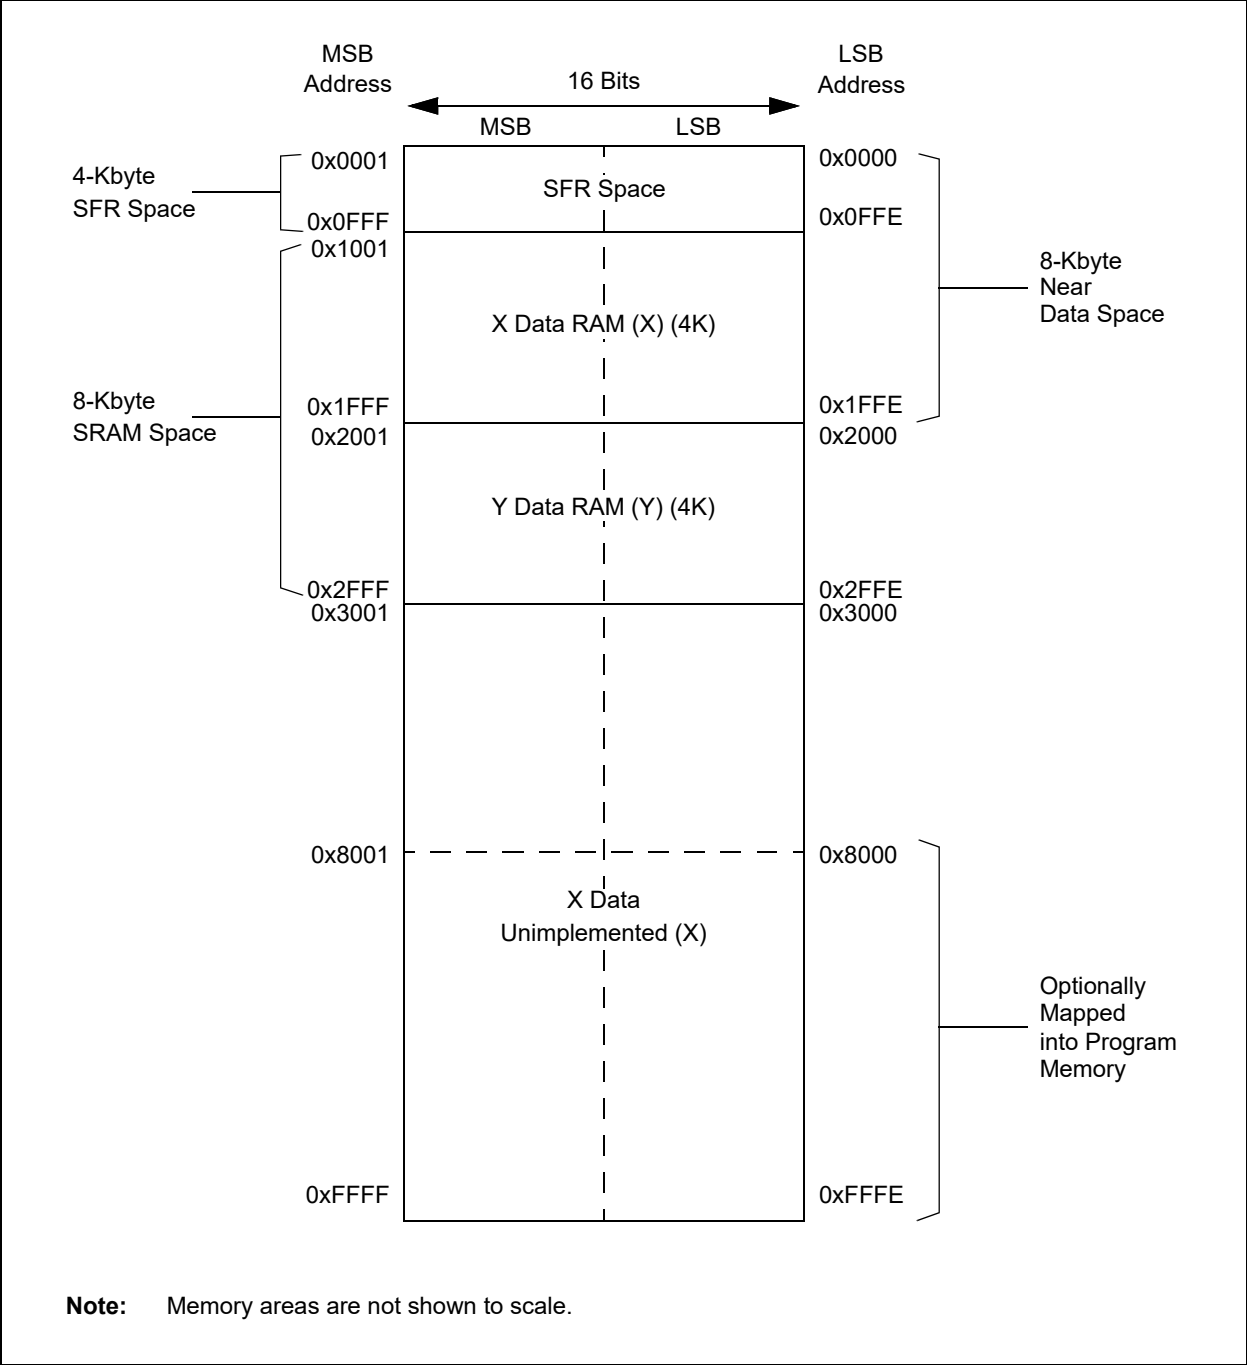 MSB
Address
16 Bits
LSB
Address
MSB
LSB
0x0001
0x0000
4-Kbyte
SFR Space
SFR Space
0x0FFF
0x0FFE
0x1001
8-Kbyte
Near
Data Space
X Data RAM (X) (4K)
8-Kbyte
SRAM Space
0x1FFF
0x1FFE
0x2001
0x2000
Y Data RAM (Y) (4K)
0x2FFF
0x2FFE
0x3001
0x3000
0x8001
0x8000
X Data
Unimplemented (X)
Optionally
Mapped
into Program
Memory
0xFFFF
0xFFFE
Note: Memory areas are not shown to scale.